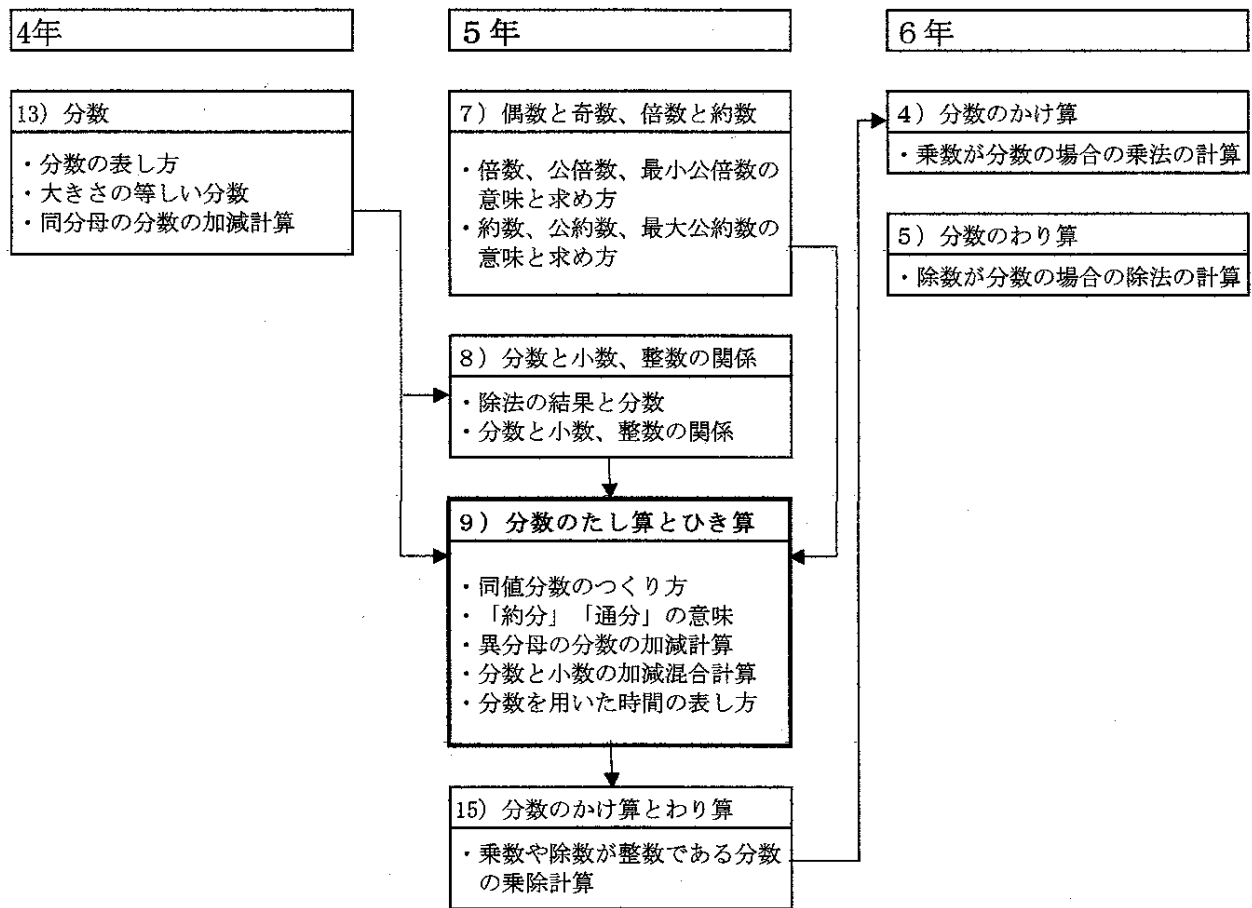 4年
13）分数
・分数の表し方
・大きさの等しい分数
・同分母の分数の加減計算
5年
7）偶数と奇数、倍数と約数
・倍数、公倍数、最小公倍数の
意味と求め方
・約数、公約数、最大公約数の
意味と求め方
8）分数と小数、整数の関係
・除法の結果と分数
・分数と小数、整数の関係
9）分数のたし算とひき算
・同値分数のつくり方
・「約分」「通分」の意味
・異分母の分数の加減計算
・分数と小数の加減混合計算
・分数を用いた時間の表し方
15）分数のかけ算とわり算
・乗数や除数が整数である分数
の乗除計算
6年
4）分数のかけ算
・乗数が分数の場合の乗法の計算
5）分数のわり算
・除数が分数の場合の除法の計算